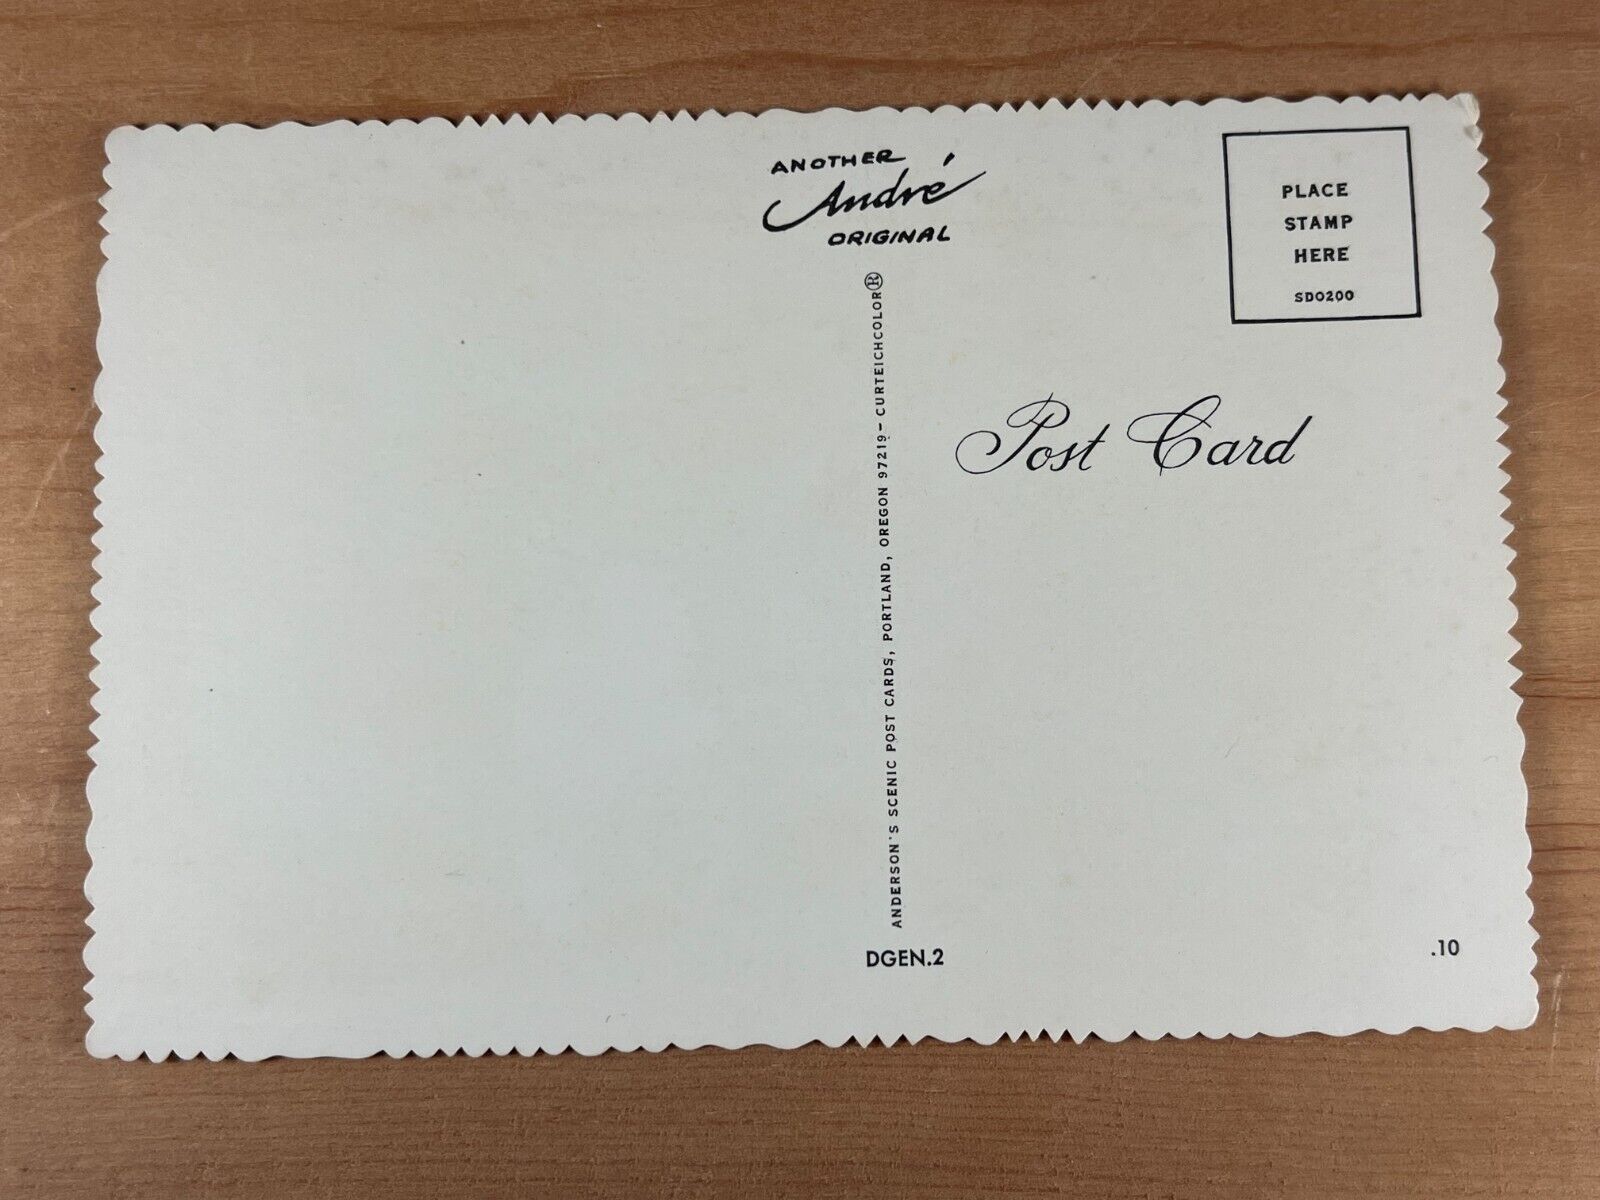 ANOTHER
André
ORIGINAL
PLACE
STAMP
HERE
SD0200
ANDERSON'S SCENIC POST CARDS, PORTLAND, OREGON 97219 - CURTEICHCOLOR®
Post Card
DGEN.2
.10